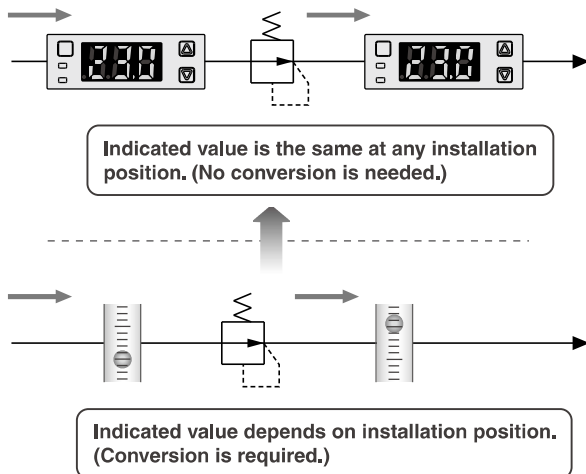 Indicated value is the same at any installation
position. (No conversion is needed.)
Indicated value depends on installation position.
(Conversion is required.)